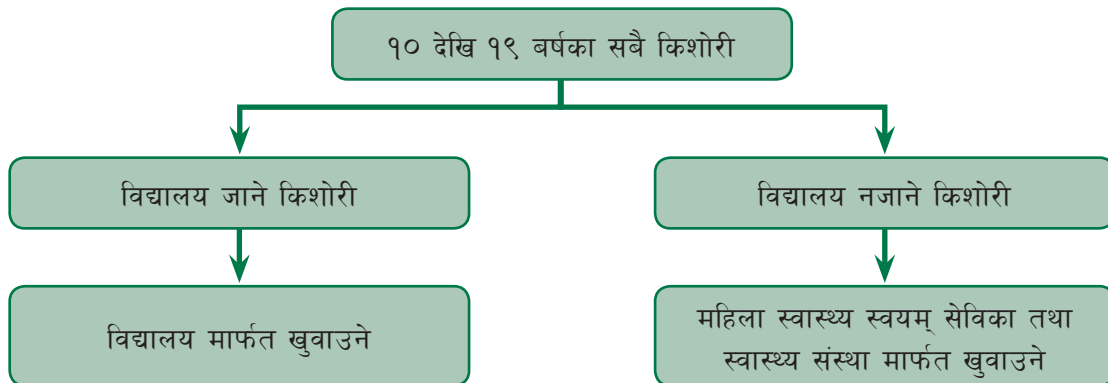 १० देखि १९ बर्षका सबै किशोरी
विद्यालय जाने किशोरी
विद्यालय नजाने किशोरी
विद्यालय मार्फत खुवाउने
महिला स्वास्थ्य स्वयम् सेविका तथा
स्वास्थ्य संस्था मार्फत खुवाउने